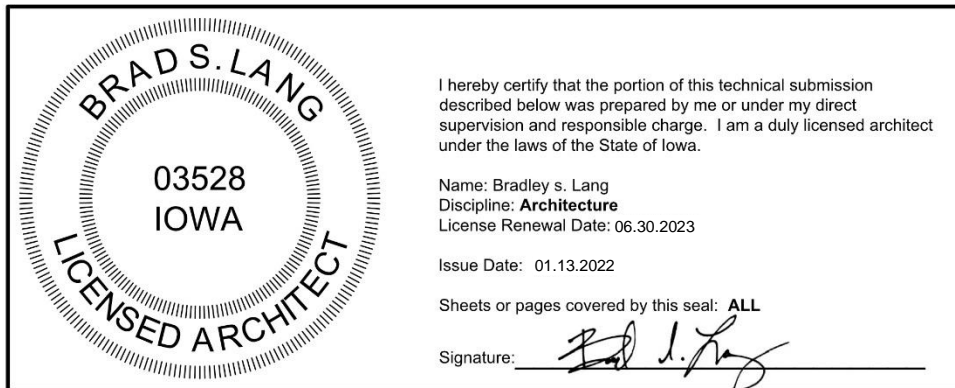 BRAD S. LANG
03528
IOWA
LICENSED ARCHITECT
I hereby certify that the portion of this technical submission
described below was prepared by me or under my direct
supervision and responsible charge. I am a duly licensed architect
under the laws of the State of Iowa.
Name: Bradley s. Lang
Discipline: Architecture
License Renewal Date: 06.30.2023
Issue Date: 01.13.2022
Sheets or pages covered by this seal: ALL
Signature: Brad S. Lang